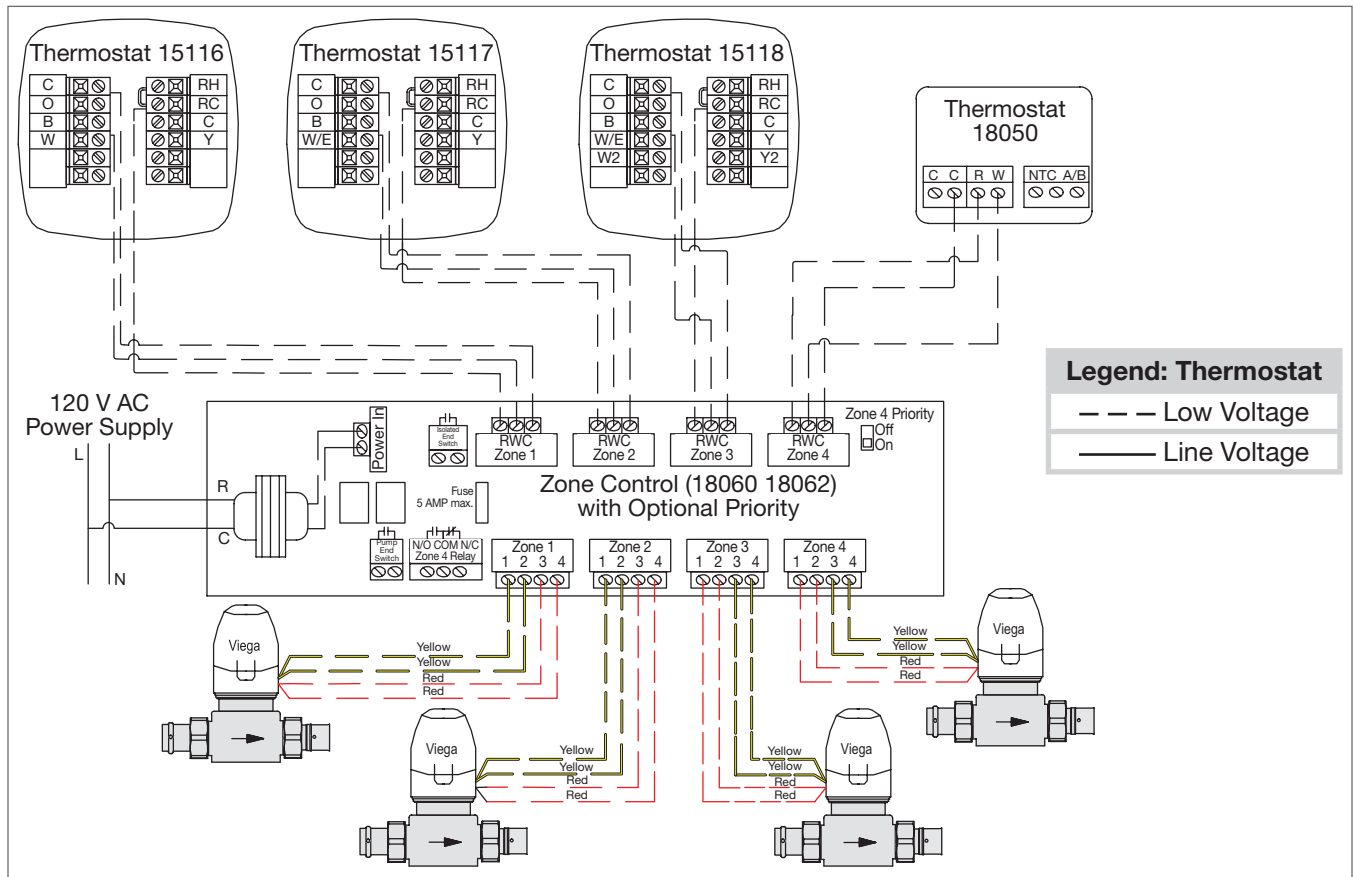 Thermostat 15116
C
O
B
W
RH
RC
C
Y
Thermostat 15117
C
O
B
W/E
RH
RC
C
Y
Thermostat 15118
C
O
B
W/E
W2
RH
RC
C
Y
Y2
Thermostat
18050
C C R W NTC A/B
Legend: Thermostat
Low Voltage
Line Voltage
120 V AC
Power Supply
L
N
R
C
Power In
Isolated
End
Switch
RWC
Zone 1
RWC
Zone 2
RWC
Zone 3
RWC
Zone 4
Zone 4 Priority
Off
On
Fuse
5 AMP max.
Zone Control (18060 18062)
with Optional Priority
Pump
End
Switch
N/O COM N/C
Zone 4 Relay
Zone 1
1 2 3 4
Zone 2
1 2 3 4
Zone 3
1 2 3 4
Zone 4
1 2 3 4
Viega
Yellow
Yellow
Red
Red
Viega
Yellow
Yellow
Red
Red
Viega
Yellow
Yellow
Red
Red
Viega
Yellow
Yellow
Red
Red